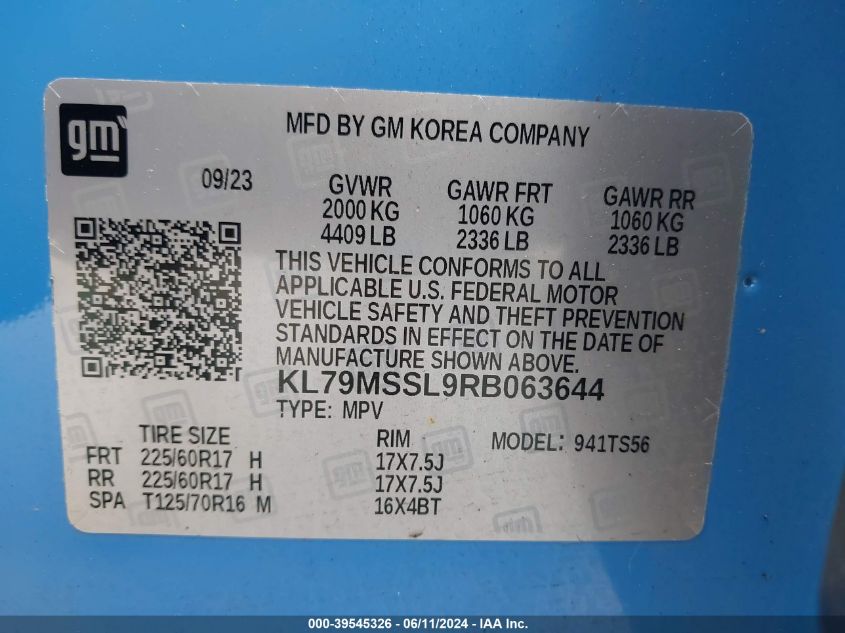 gm
MFD BY GM KOREA COMPANY
09/23
GVWR GAWR FRT GAWR RR
2000 KG 1060 KG 1060 KG
4409 LB 2336 LB 2336 LB
THIS VEHICLE CONFORMS TO ALL
APPLICABLE U.S. FEDERAL MOTOR
VEHICLE SAFETY AND THEFT PREVENTION
STANDARDS IN EFFECT ON THE DATE OF
MANUFACTURE SHOWN ABOVE.
KL79MSSL9RB063644
TYPE: MPV
TIRE SIZE RIM MODEL: 941TS56
FRT 225/60R17 H 17X7.5J
RR 225/60R17 H 17X7.5J
SPA T125/70R16 M 16X4BT
000-39545326 - 06/11/2024 - IAA Inc.